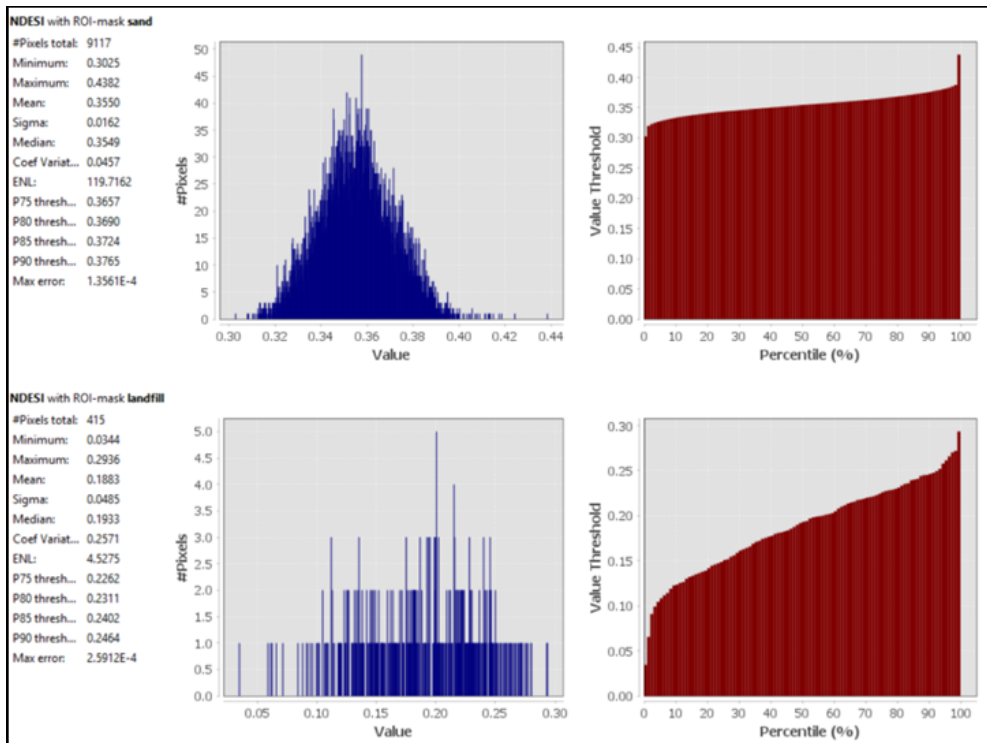 NDESI with ROI-mask sand
#Pixels total: 9117
Minimum: 0.3025
Maximum: 0.4382
Mean: 0.3550
Sigma: 0.0162
Median: 0.3549
Coef Variat... 0.0457
ENL: 119.7162
P75 thresh... 0.3657
P80 thresh... 0.3690
P85 thresh... 0.3724
P90 thresh... 0.3765
Max error: 1.3561E-4
#Pixels
50
45
40
35
30
25
20
15
10
5
0
0.30 0.32 0.34 0.36 0.38 0.40 0.42 0.44
Value
Value Threshold
0.45
0.40
0.35
0.30
0.25
0.20
0.15
0.10
0.05
0.00
0 10 20 30 40 50 60 70 80 90 100
Percentile (%)
NDESI with ROI-mask landfill
#Pixels total: 415
Minimum: 0.0344
Maximum: 0.2936
Mean: 0.1883
Sigma: 0.0485
Median: 0.1933
Coef Variat... 0.2571
ENL: 4.5275
P75 thresh... 0.2262
P80 thresh... 0.2311
P85 thresh... 0.2402
P90 thresh... 0.2464
Max error: 2.5912E-4
#Pixels
5.0
4.5
4.0
3.5
3.0
2.5
2.0
1.5
1.0
0.5
0.0
0.05 0.10 0.15 0.20 0.25 0.30
Value
Value Threshold
0.30
0.25
0.20
0.15
0.10
0.05
0.00
0 10 20 30 40 50 60 70 80 90 100
Percentile (%)